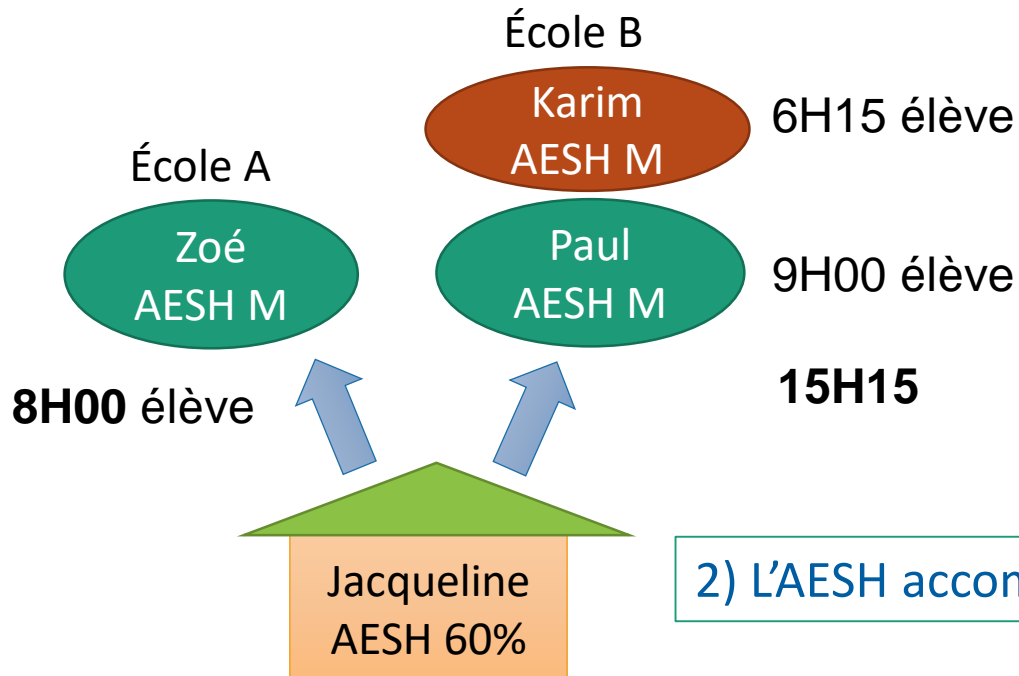 École B
Karim
AESH M
6H15 élève
École A
Zoé
AESH M
Paul
AESH M
9H00 élève
8H00 élève
15H15
Jacqueline
AESH 60%
2) L’AESH accom